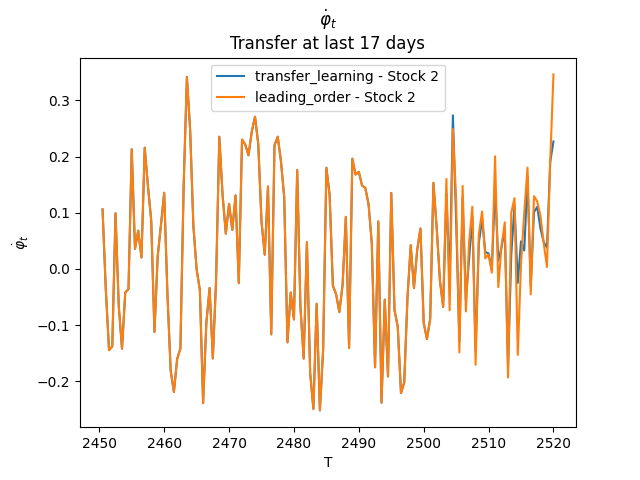 φ̇ₜ
Transfer at last 17 days
transfer_learning - Stock 2
leading_order - Stock 2
φ̇ₜ
0.3
0.2
0.1
0.0
−0.1
−0.2
2450 2460 2470 2480 2490 2500 2510 2520
T